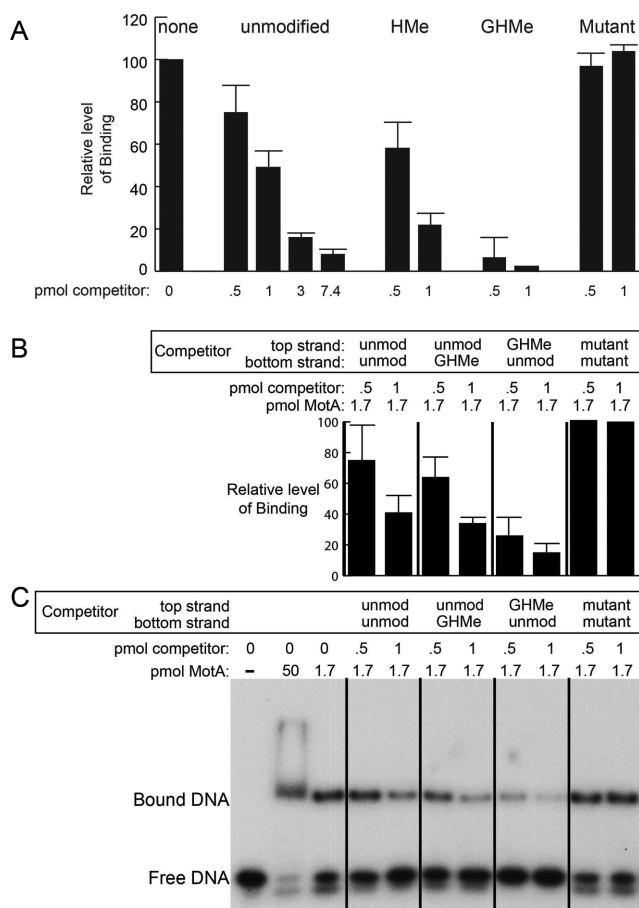 A
none unmodified HMe GHMe Mutant
120
100
80
60
40
20
0
Relative level
of Binding
pmol competitor: 0 .5 1 3 7.4 .5 1 .5 1 .5 1
B
Competitor top strand: unmod unmod GHMe mutant
bottom strand: unmod GHMe unmod mutant
pmol competitor: .5 1 .5 1 .5 1 .5 1
pmol MotA: 1.7 1.7 1.7 1.7 1.7 1.7 1.7 1.7
100
80
60
40
20
0
Relative level
of Binding
C
Competitor top strand unmod unmod GHMe mutant
bottom strand unmod GHMe unmod mutant
pmol competitor: 0 0 0 .5 1 .5 1 .5 1 .5 1
pmol MotA: – 50 1.7 1.7 1.7 1.7 1.7 1.7 1.7 1.7 1.7
Bound DNA
Free DNA